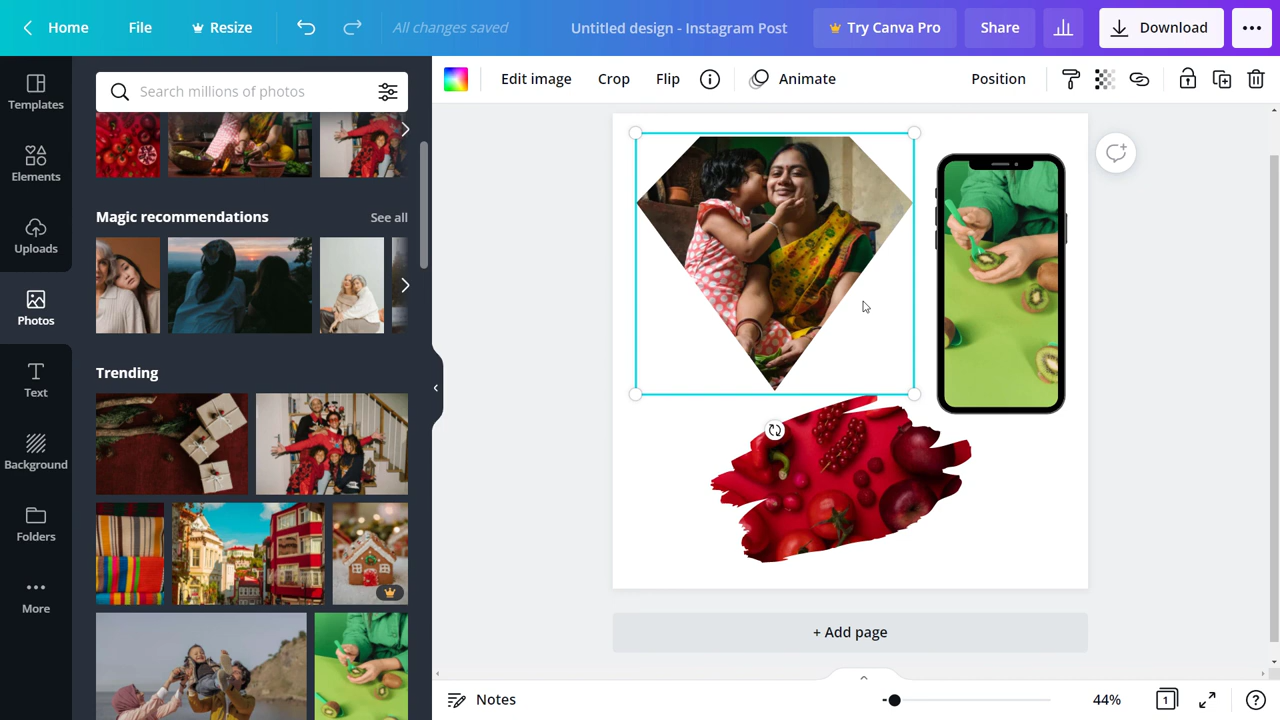 Home
File
Resize
All changes saved
Untitled design - Instagram Post
Try Canva Pro
Share
Download
Templates
Elements
Uploads
Photos
Text
Background
Folders
More
Search millions of photos
Magic recommendations
See all
Trending
Edit image
Crop
Flip
Animate
Position
+ Add page
Notes
44%
1